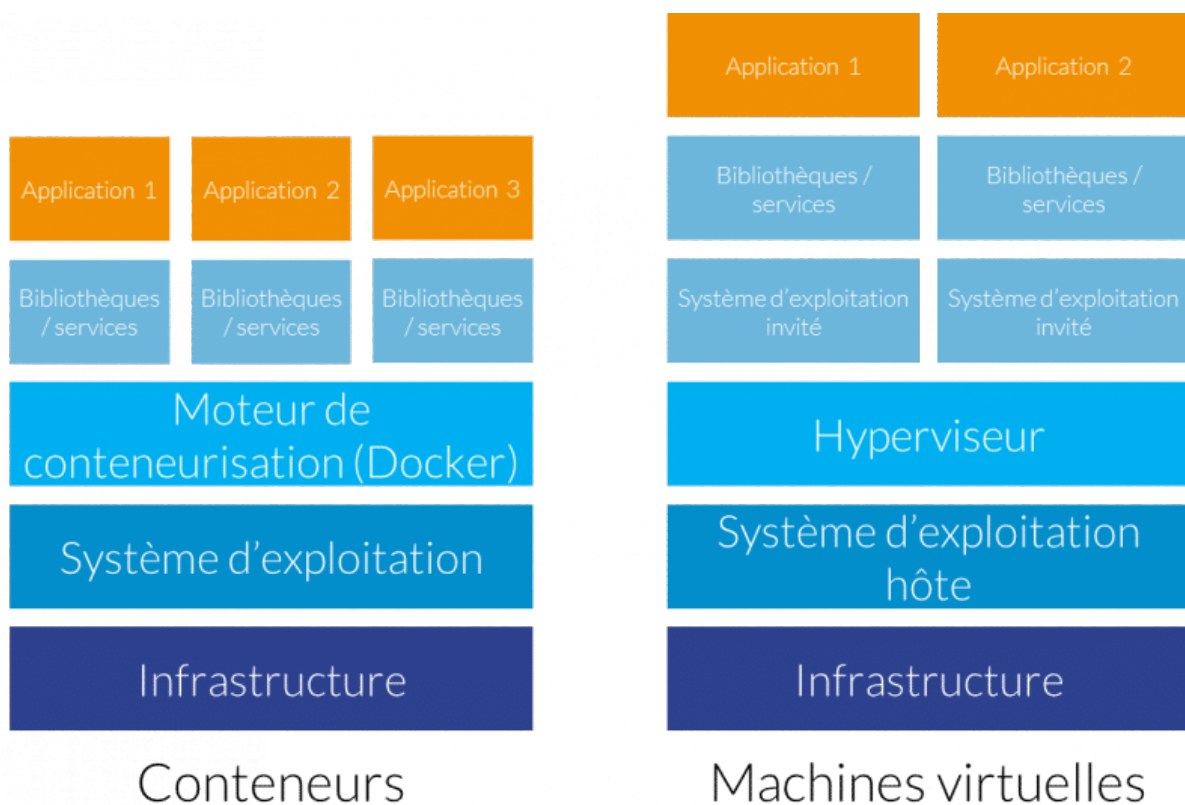 Application 1
Application 2
Application 3
Bibliothèques
/ services
Bibliothèques
/ services
Bibliothèques
/ services
Moteur de
conteneurisation (Docker)
Système d’exploitation
Infrastructure
Conteneurs
Application 1
Application 2
Bibliothèques /
services
Bibliothèques /
services
Système d'exploitation
invité
Système d'exploitation
invité
Hyperviseur
Système d’exploitation
hôte
Infrastructure
Machines virtuelles